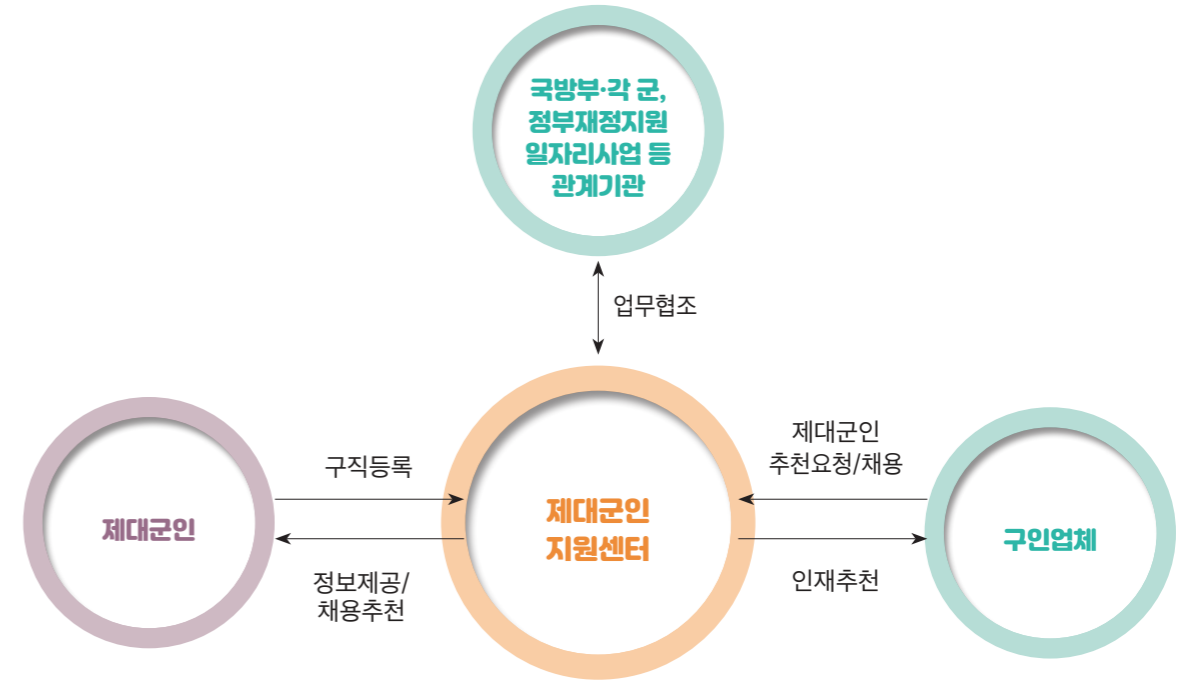 국방부·각 군,
정부재정지원
일자리사업 등
관계기관
업무협조
제대군인
구직등록
정보제공/
채용추천
제대군인
지원센터
제대군인
추천요청/채용
인재추천
구인업체